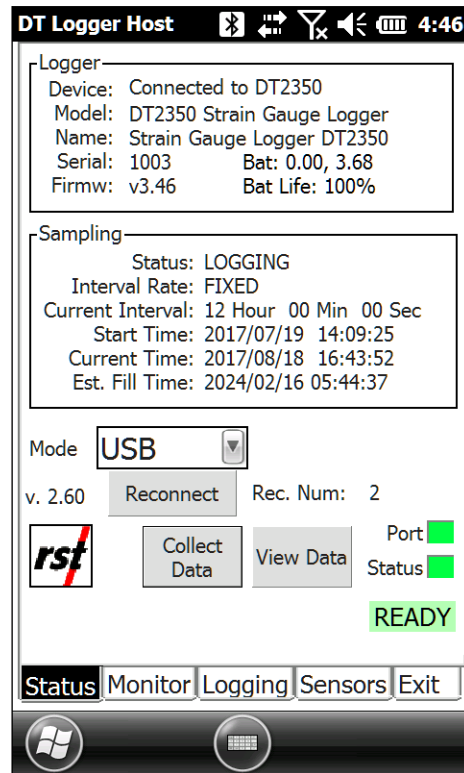 DT Logger Host 4:46
Logger
Device: Connected to DT2350
Model: DT2350 Strain Gauge Logger
Name: Strain Gauge Logger DT2350
Serial: 1003 Bat: 0.00, 3.68
Firmw: v3.46 Bat Life: 100%
Sampling
Status: LOGGING
Interval Rate: FIXED
Current Interval: 12 Hour 00 Min 00 Sec
Start Time: 2017/07/19 14:09:25
Current Time: 2017/08/18 16:43:52
Est. Fill Time: 2024/02/16 05:44:37
Mode USB
v. 2.60 Reconnect Rec. Num: 2
rst
Collect
Data
View Data
Port
Status
READY
Status Monitor Logging Sensors Exit